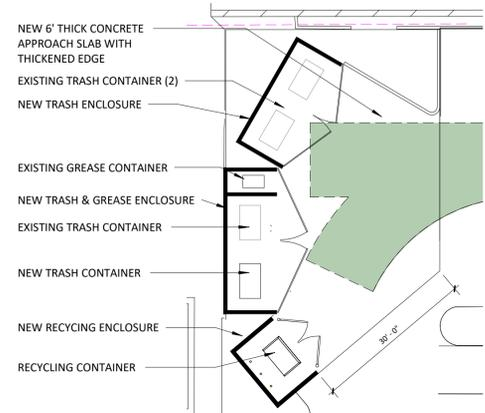 NEW 6' THICK CONCRETE
APPROACH SLAB WITH
THICKENED EDGE
EXISTING TRASH CONTAINER (2)
NEW TRASH ENCLOSURE
EXISTING GREASE CONTAINER
NEW TRASH & GREASE ENCLOSURE
EXISTING TRASH CONTAINER
NEW TRASH CONTAINER
NEW RECYCING ENCLOSURE
RECYCLING CONTAINER
30' - 0"